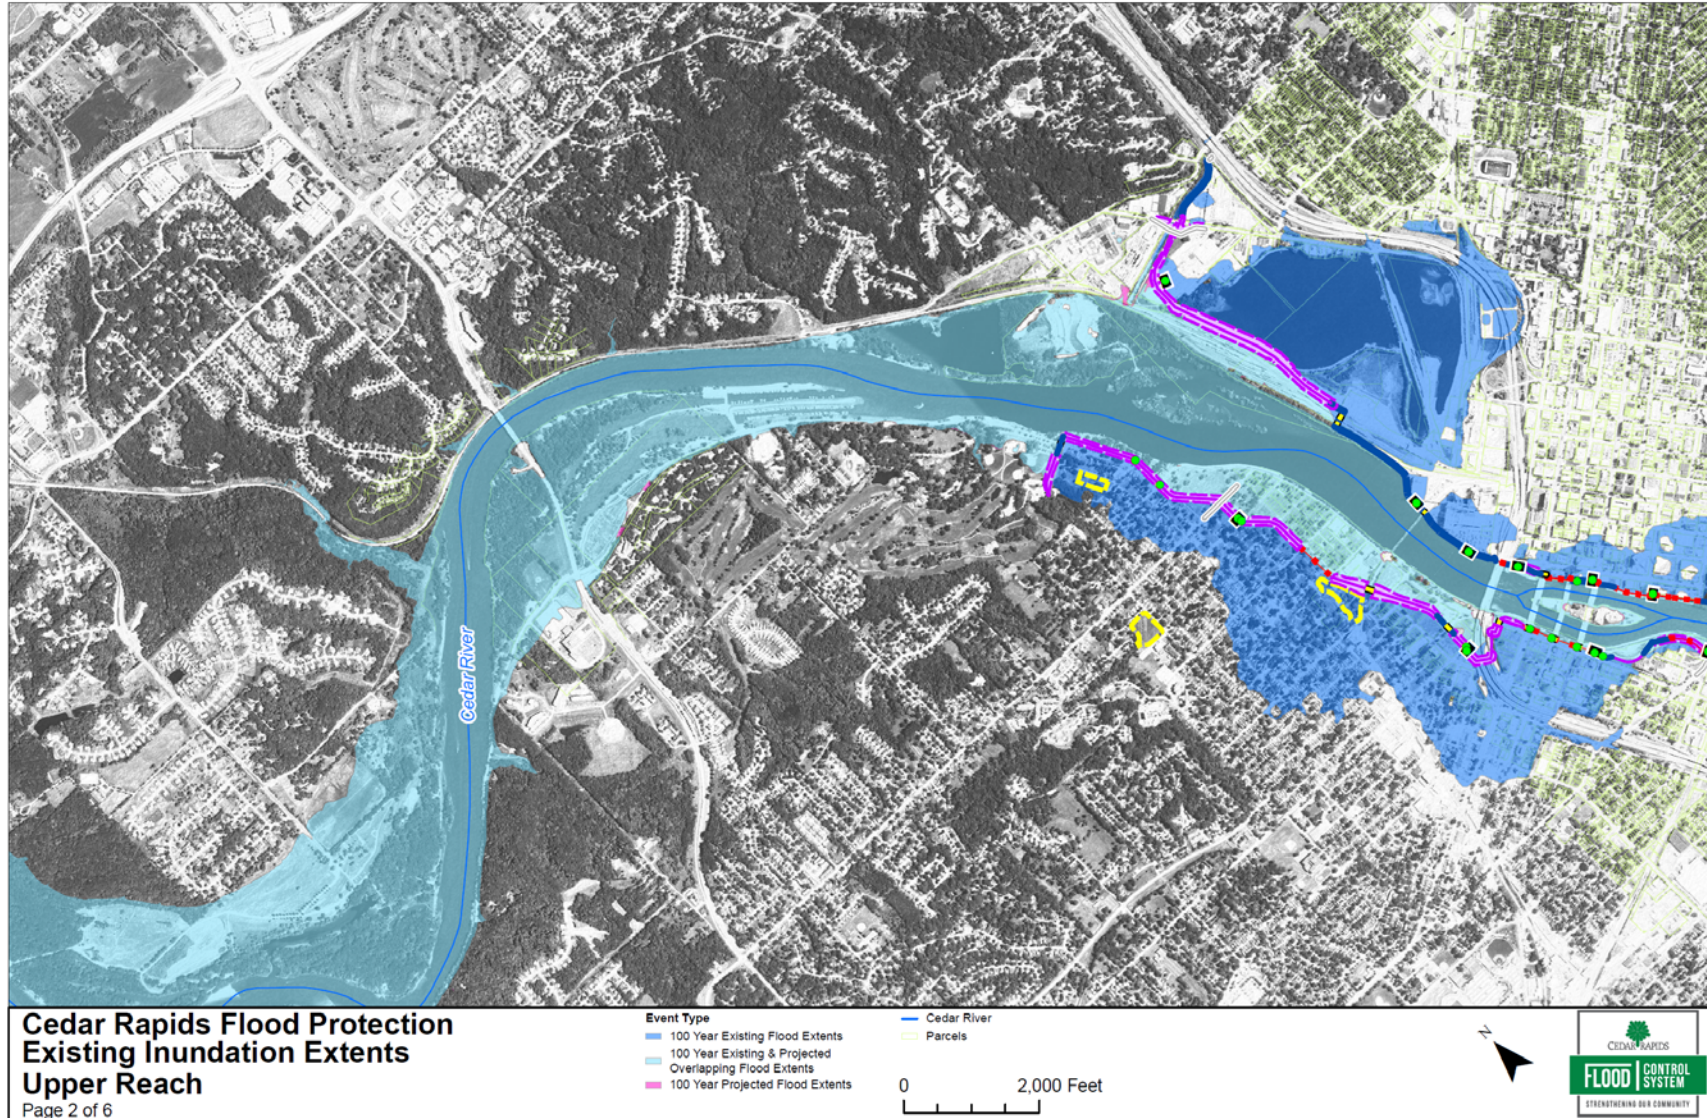 Cedar River
Cedar Rapids Flood Protection
Existing Inundation Extents
Upper Reach
Page 2 of 6
Event Type
100 Year Existing Flood Extents
100 Year Existing & Projected
Overlapping Flood Extents
100 Year Projected Flood Extents
Cedar River
Parcels
0 2,000 Feet
N
CEDAR RAPIDS
FLOOD CONTROL
SYSTEM
STRENGTHENING OUR COMMUNITY